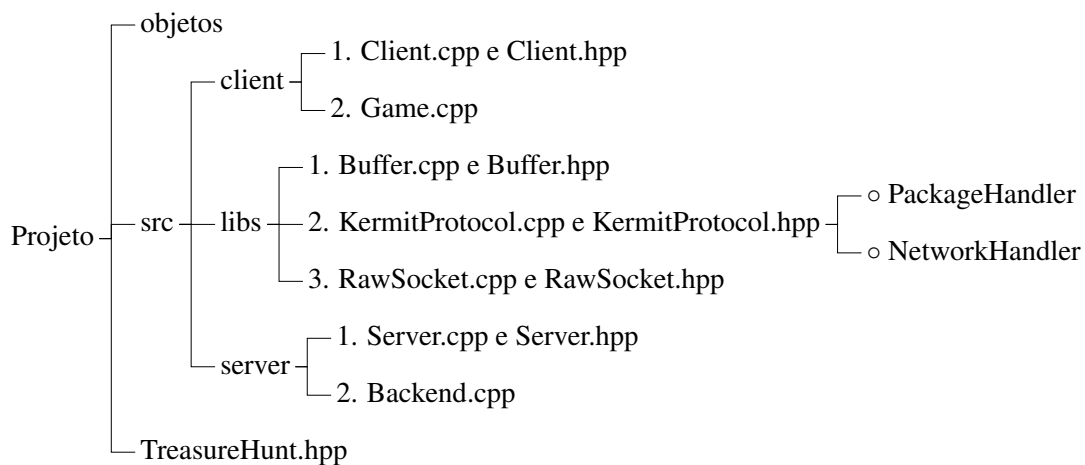 objetos
1. Client.cpp e Client.hpp
client
2. Game.cpp
1. Buffer.cpp e Buffer.hpp
○ PackageHandler
Projeto
src
libs
2. KermitProtocol.cpp e KermitProtocol.hpp
○ NetworkHandler
3. RawSocket.cpp e RawSocket.hpp
1. Server.cpp e Server.hpp
server
2. Backend.cpp
TreasureHunt.hpp